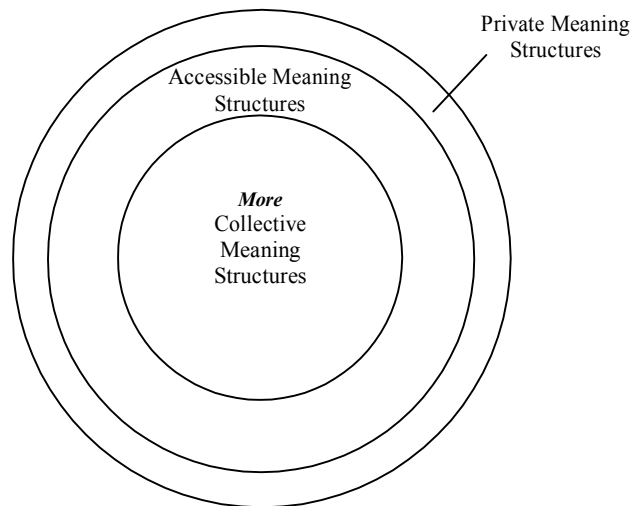 Private Meaning
Structures
Accessible Meaning
Structures
More
Collective
Meaning
Structures